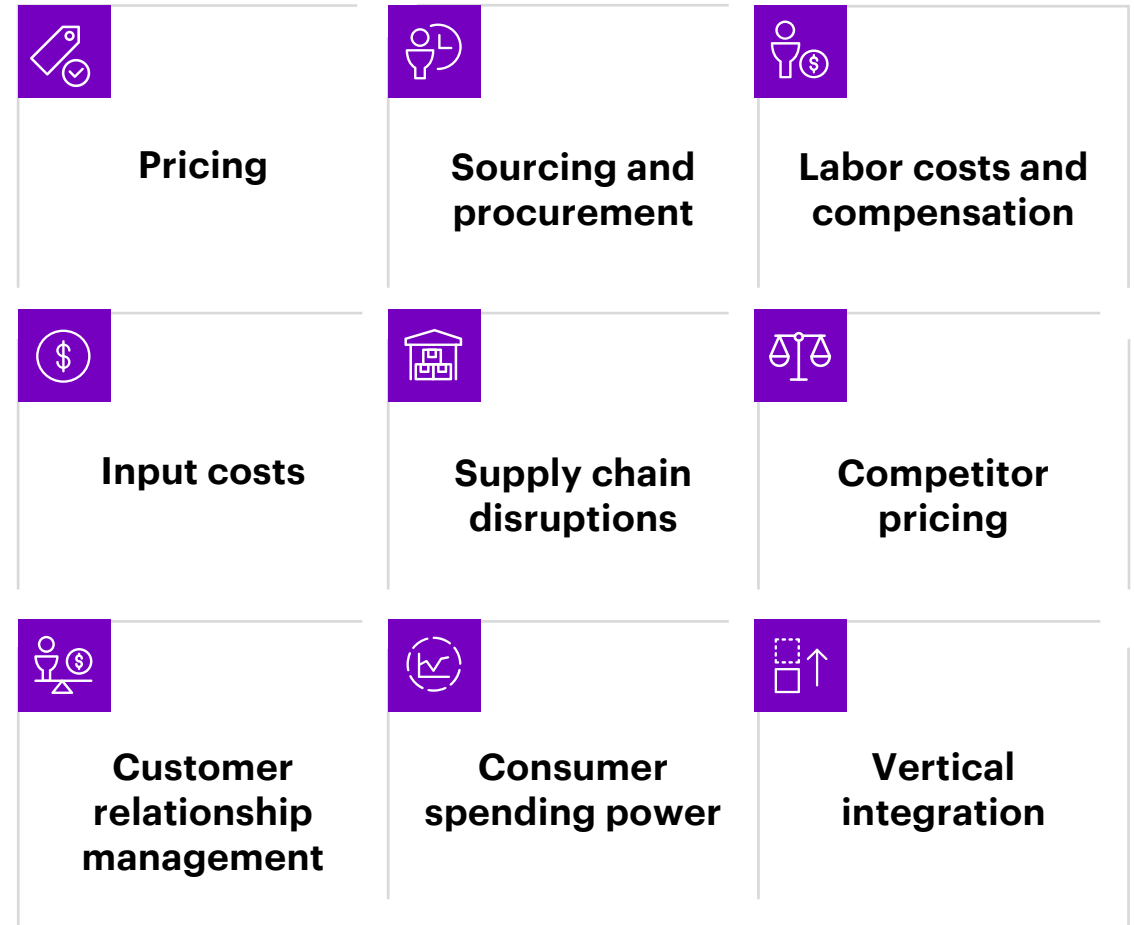 Pricing
Sourcing and
procurement
Labor costs and
compensation
Input costs
Supply chain
disruptions
Competitor
pricing
Customer
relationship
management
Consumer
spending power
Vertical
integration